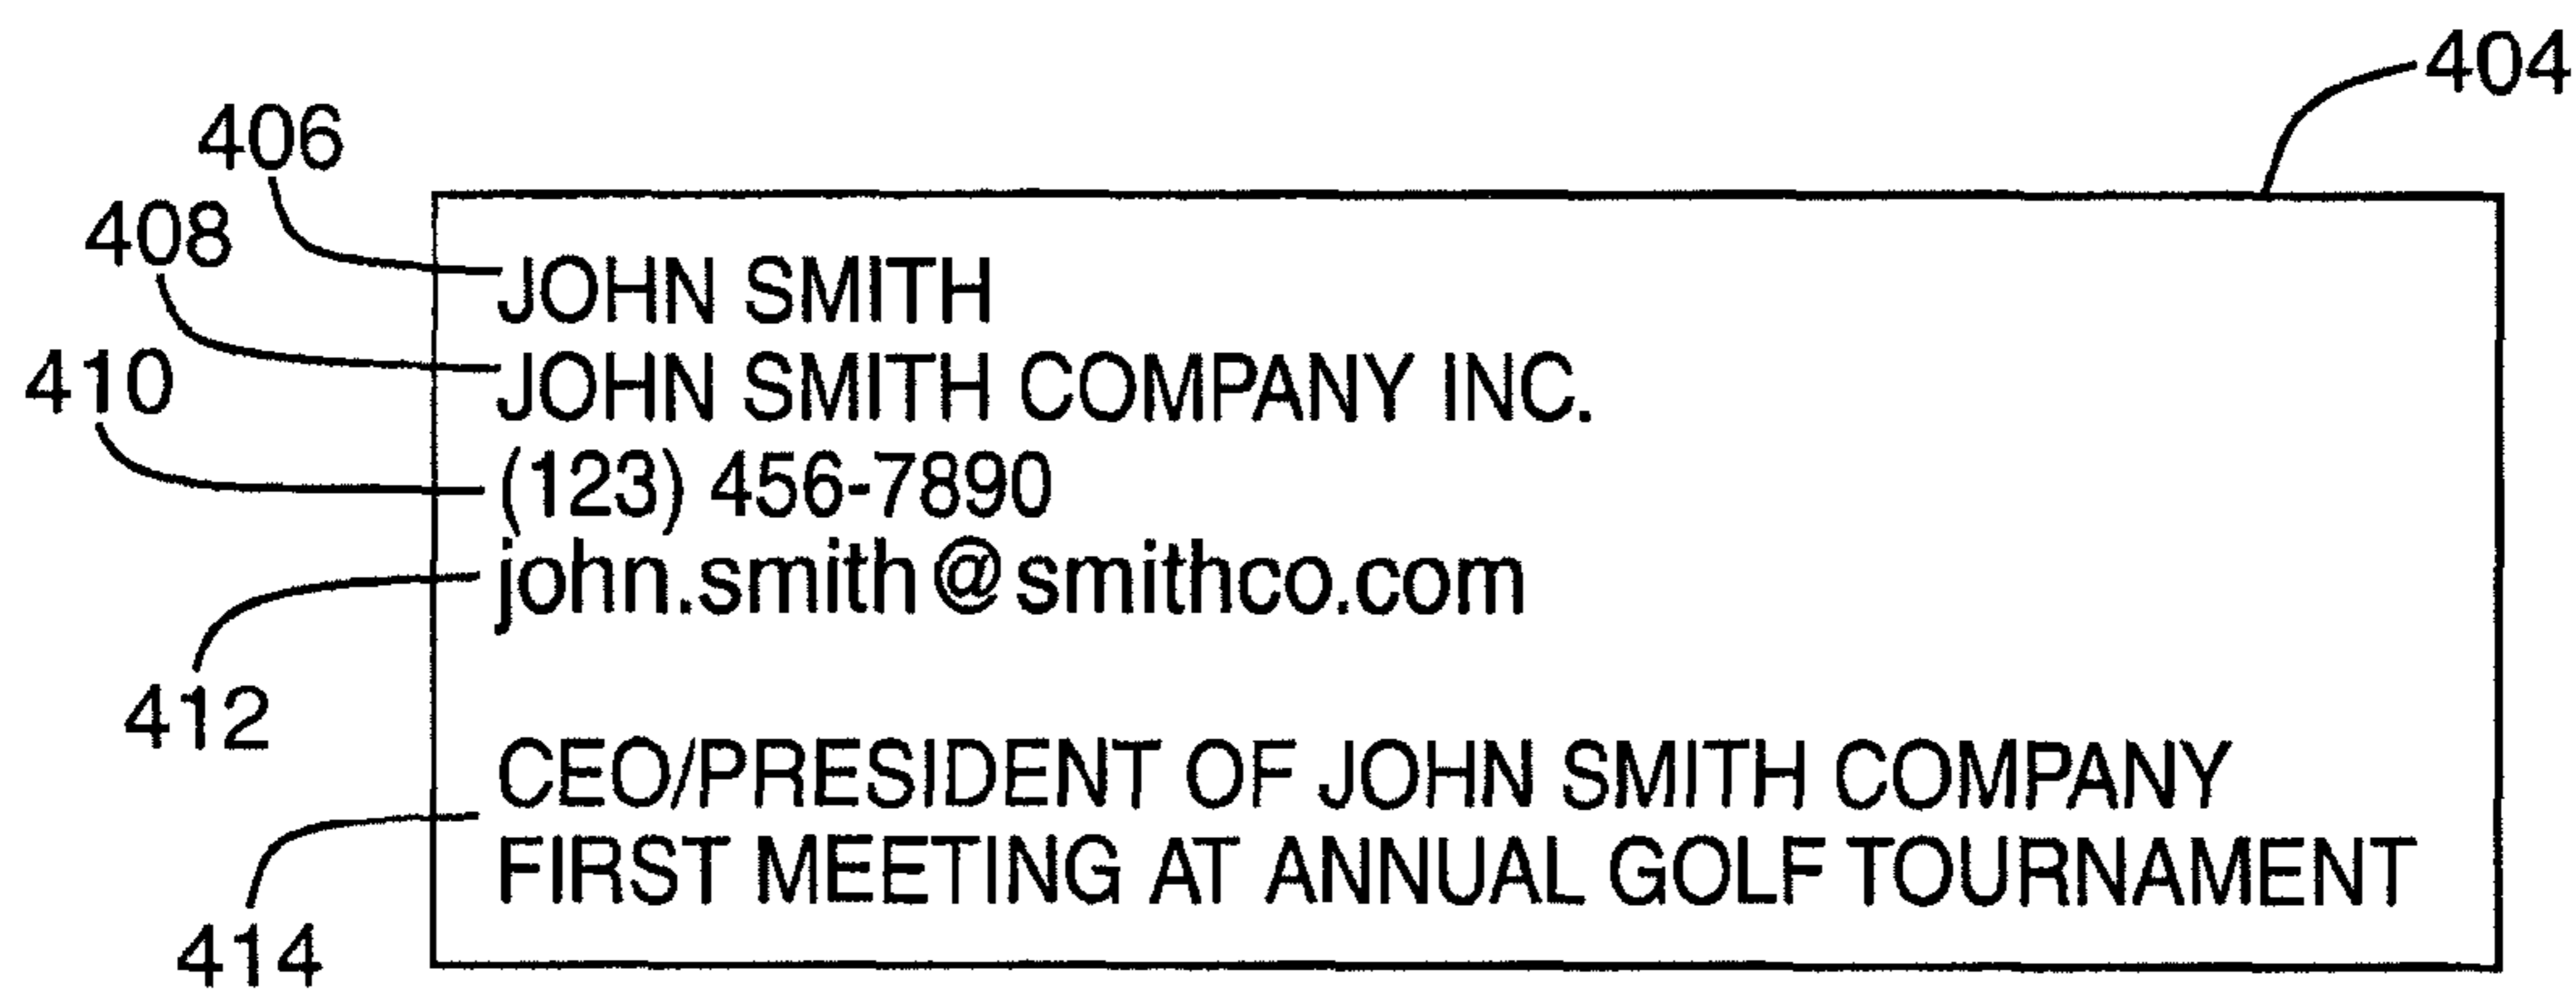 404
406
408
410
JOHN SMITH
JOHN SMITH COMPANY INC.
(123) 456-7890
john.smith@smithco.com
412
CEO/PRESIDENT OF JOHN SMITH COMPANY
FIRST MEETING AT ANNUAL GOLF TOURNAMENT
414